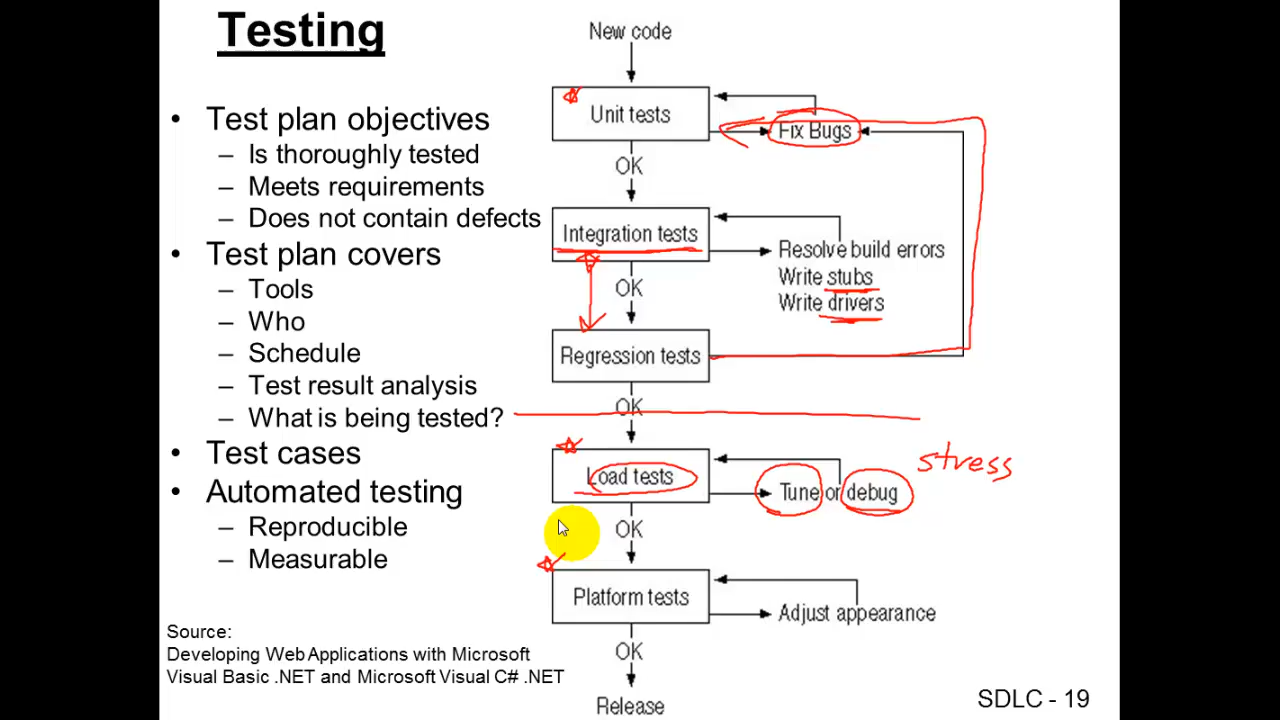 Testing
• Test plan objectives
– Is thoroughly tested
– Meets requirements
– Does not contain defects
• Test plan covers
– Tools
– Who
– Schedule
– Test result analysis
– What is being tested?
• Test cases
• Automated testing
– Reproducible
– Measurable
Source:
Developing Web Applications with Microsoft
Visual Basic .NET and Microsoft Visual C# .NET
New code
Unit tests
Fix Bugs
OK
Integration tests
Resolve build errors
Write stubs
Write drivers
OK
Regression tests
OK
Load tests
Tune or debug
stress
OK
Platform tests
Adjust appearance
OK
Release
SDLC - 19